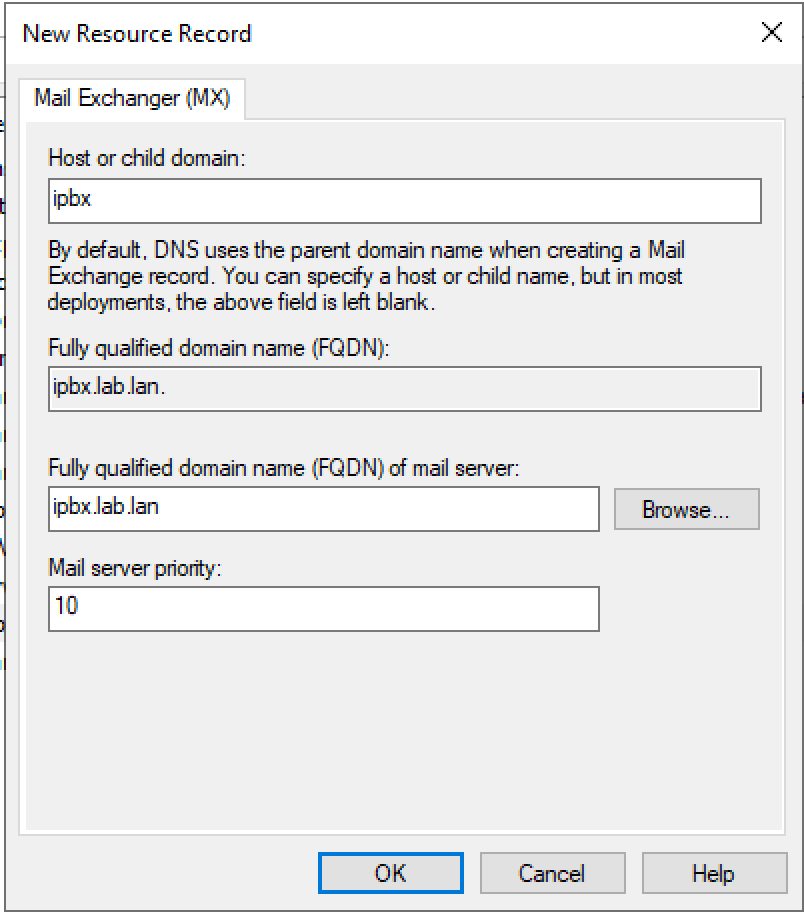 New Resource Record
Mail Exchanger (MX)
Host or child domain:
ipbx
By default, DNS uses the parent domain name when creating a Mail
Exchange record. You can specify a host or child name, but in most
deployments, the above field is left blank.
Fully qualified domain name (FQDN):
ipbx.lab.lan.
Fully qualified domain name (FQDN) of mail server:
ipbx.lab.lan
Browse...
Mail server priority:
10
OK
Cancel
Help